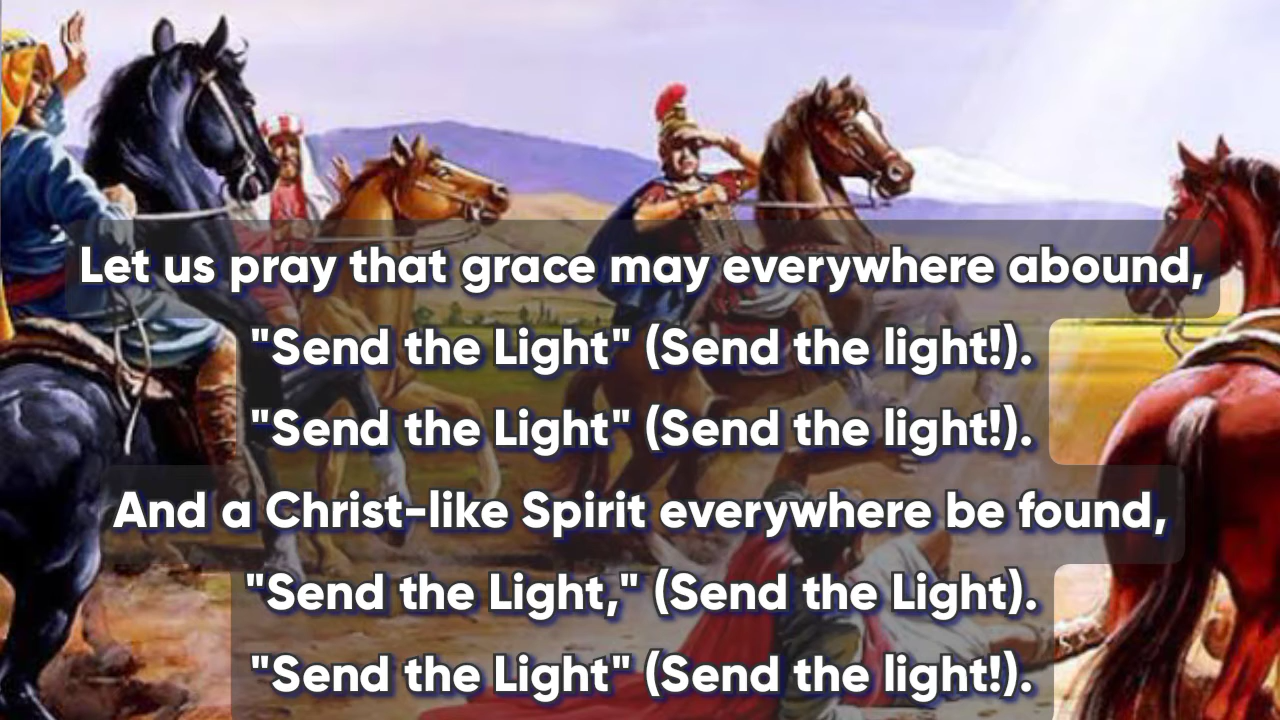 Let us pray that grace may everywhere abound,
"Send the Light" (Send the light!).
"Send the Light" (Send the light!).
And a Christ-like Spirit everywhere be found,
"Send the Light," (Send the Light).
"Send the Light" (Send the light!).